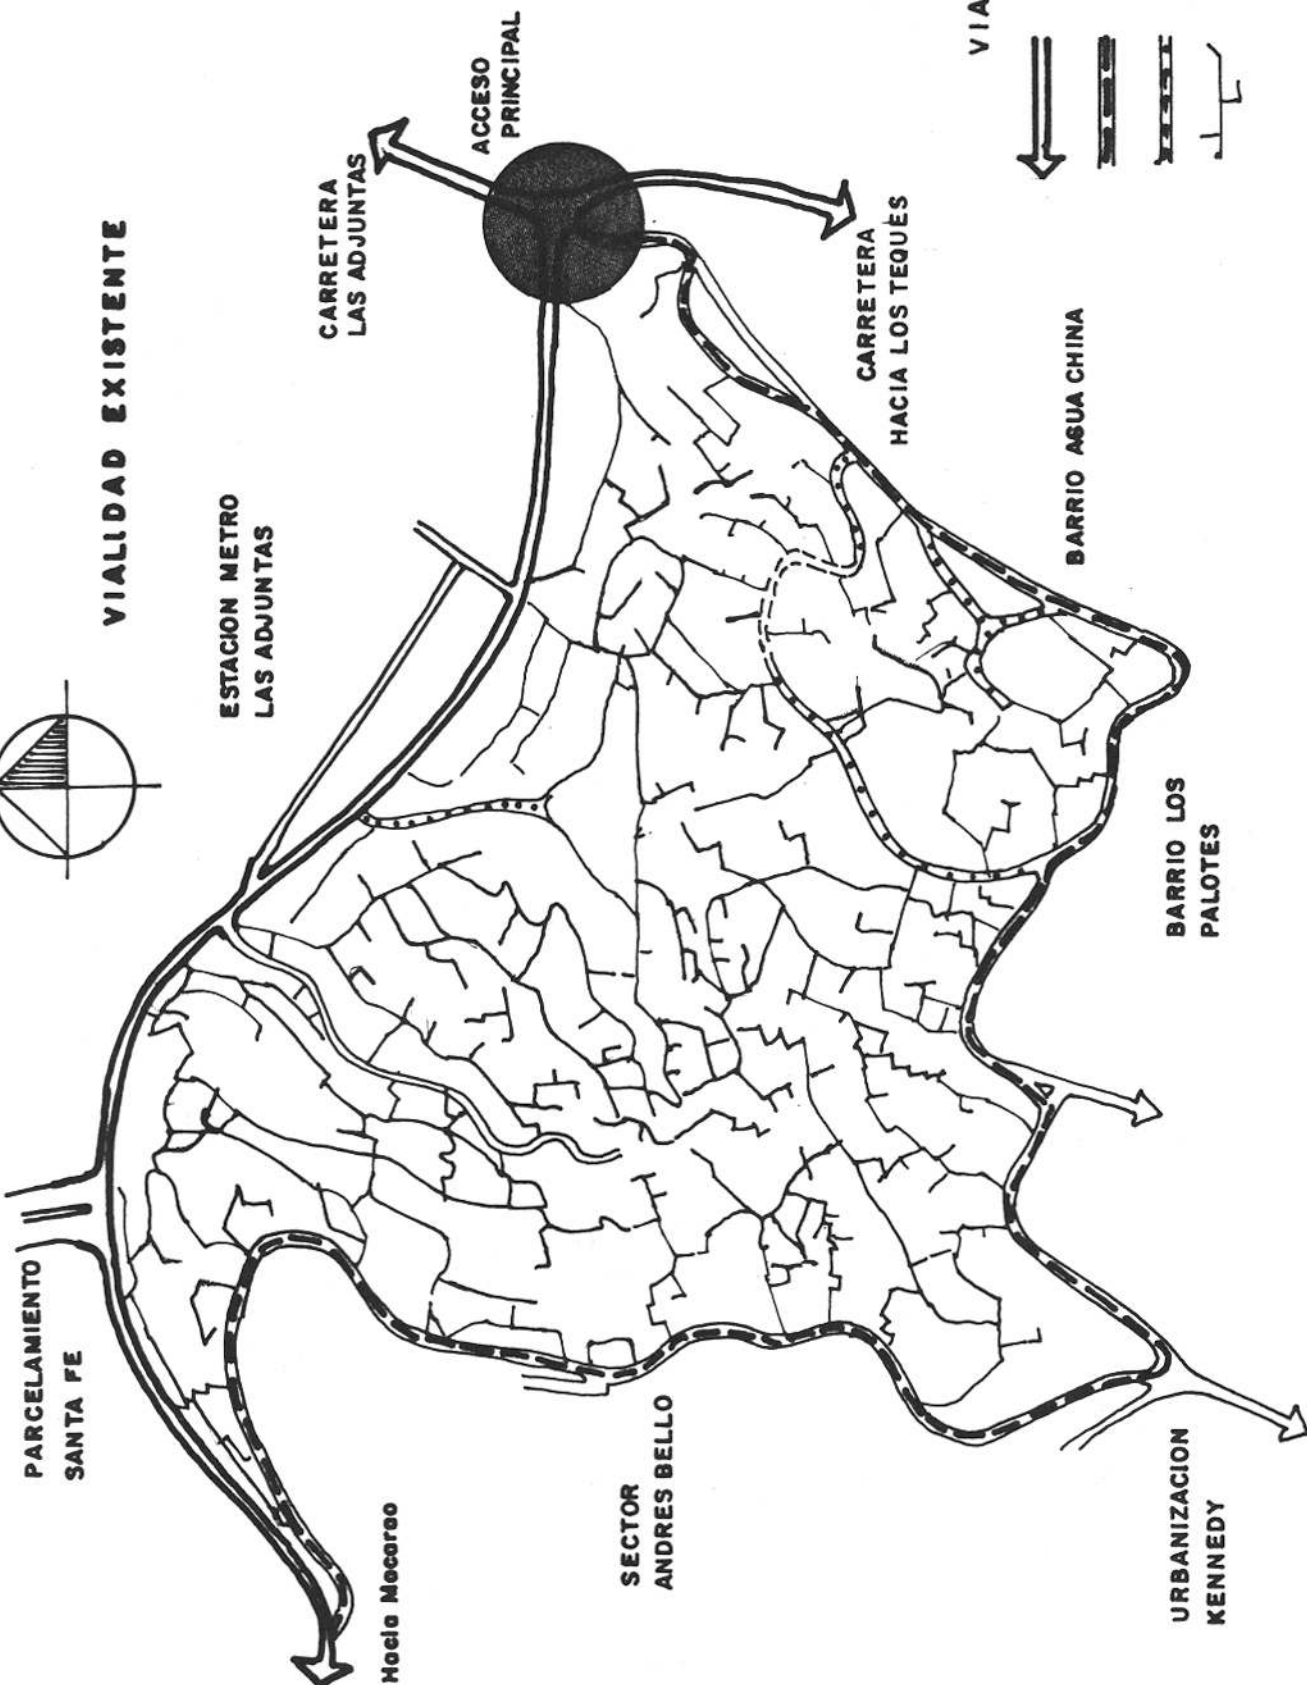 VIALIDAD EXISTENTE
PARCELAMIENTO
SANTA FE
ESTACION METRO
LAS ADJUNTAS
CARRETERA
LAS ADJUNTAS
ACCESO
PRINCIPAL
Hacia Macarao
SECTOR
ANDRES BELLO
CARRETERA
HACIA LOS TEQUES
BARRIO AGUA CHINA
BARRIO LOS
PALOTES
URBANIZACION
KENNEDY
VIA